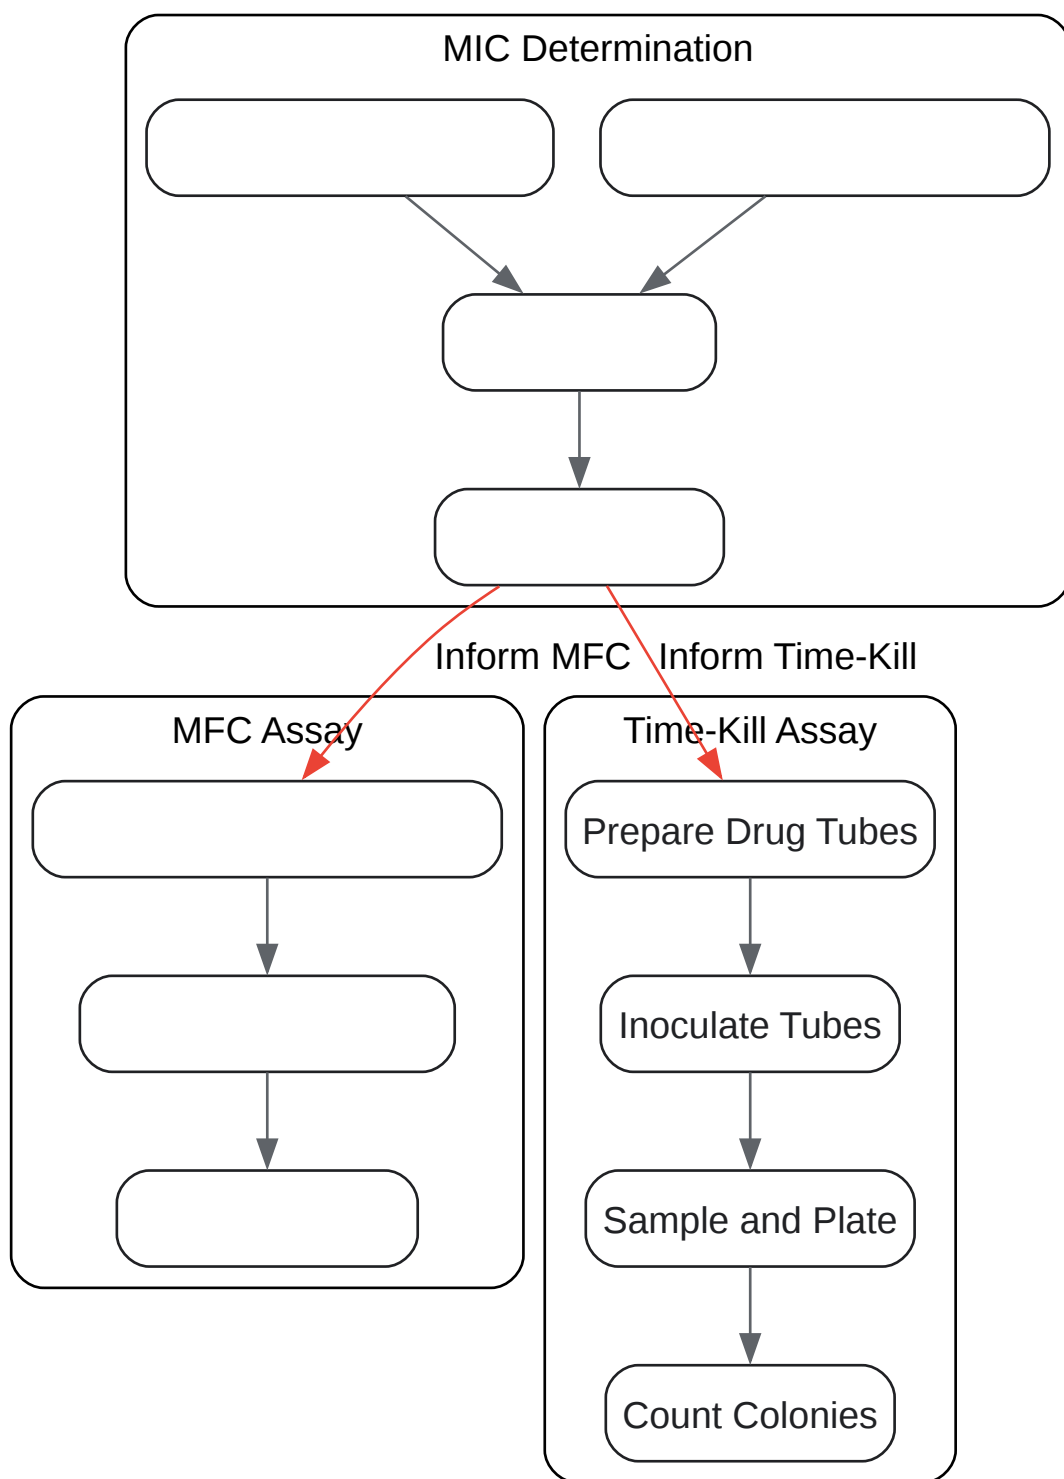 MIC Determination
Inform MFC
Inform Time-Kill
MFC Assay
Time-Kill Assay
Prepare Drug Tubes
Inoculate Tubes
Sample and Plate
Count Colonies